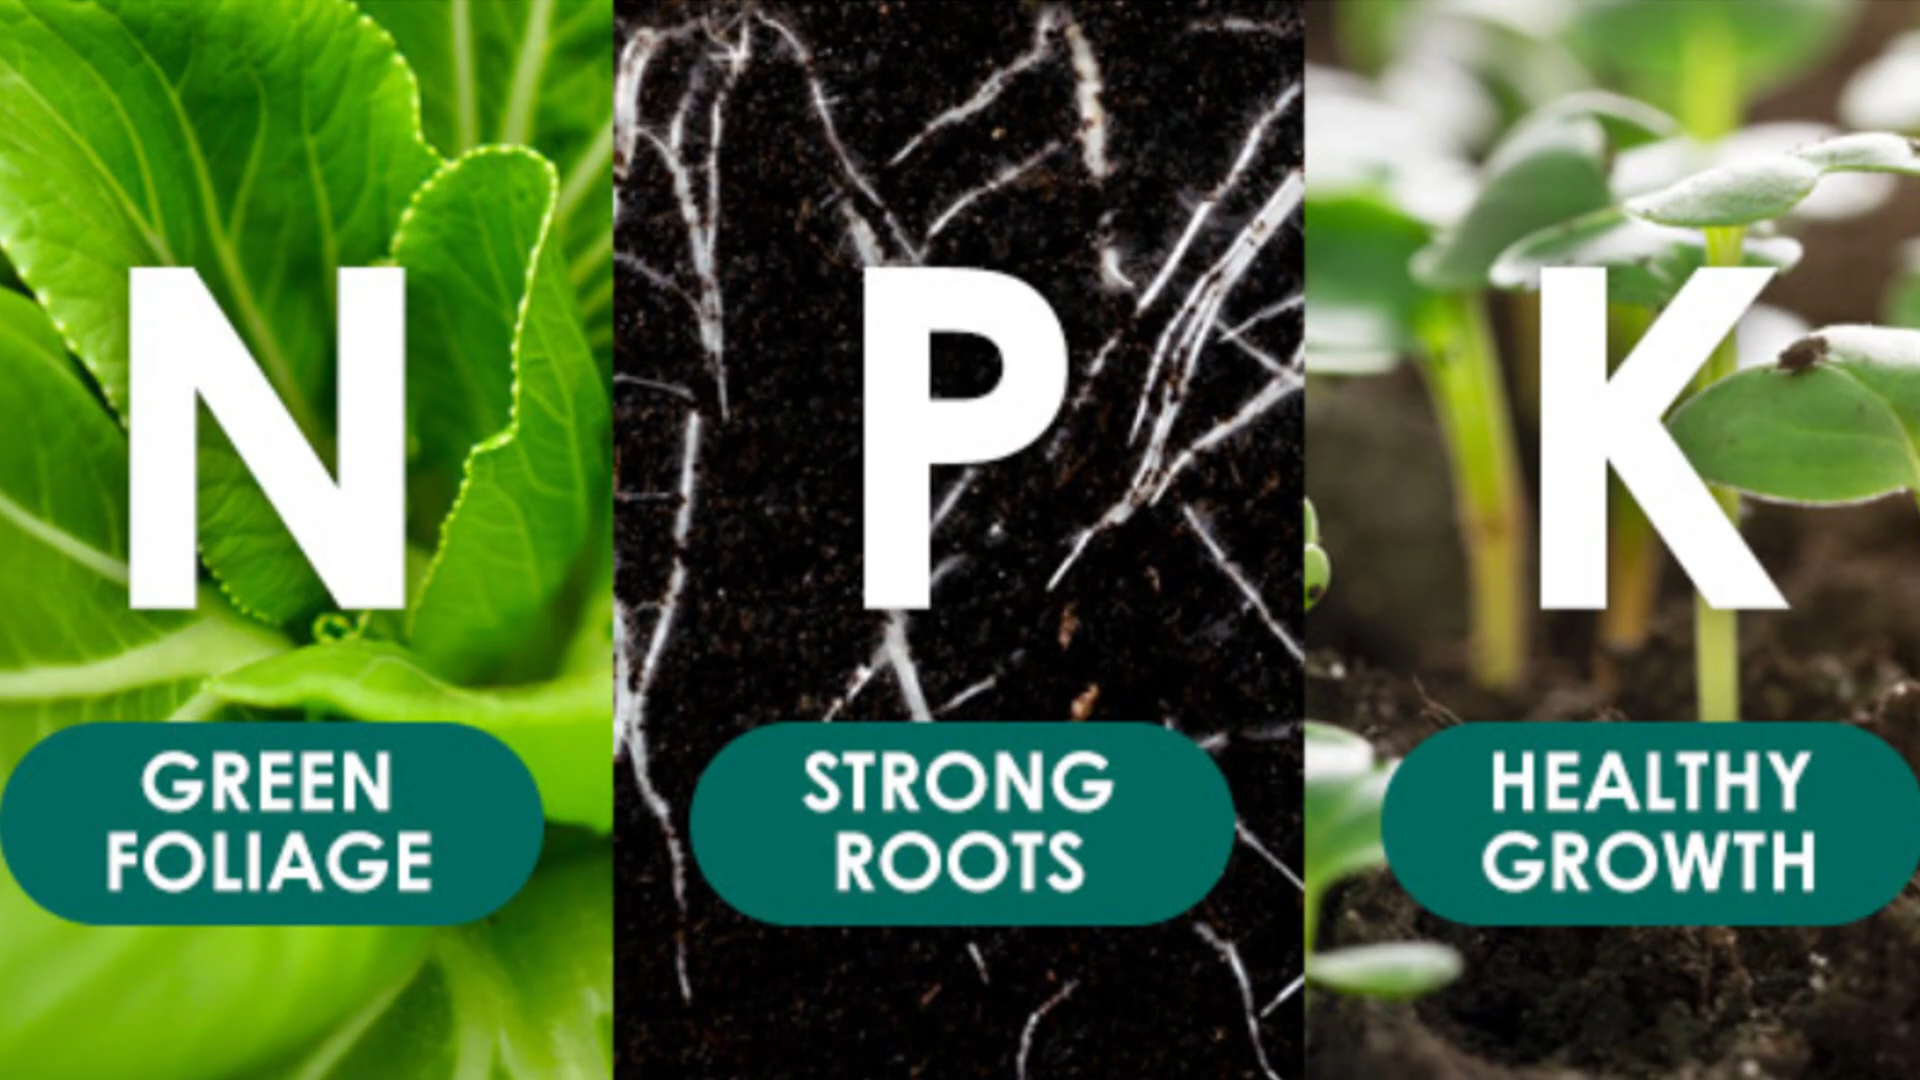 N
GREEN
FOLIAGE
P
STRONG
ROOTS
K
HEALTHY
GROWTH